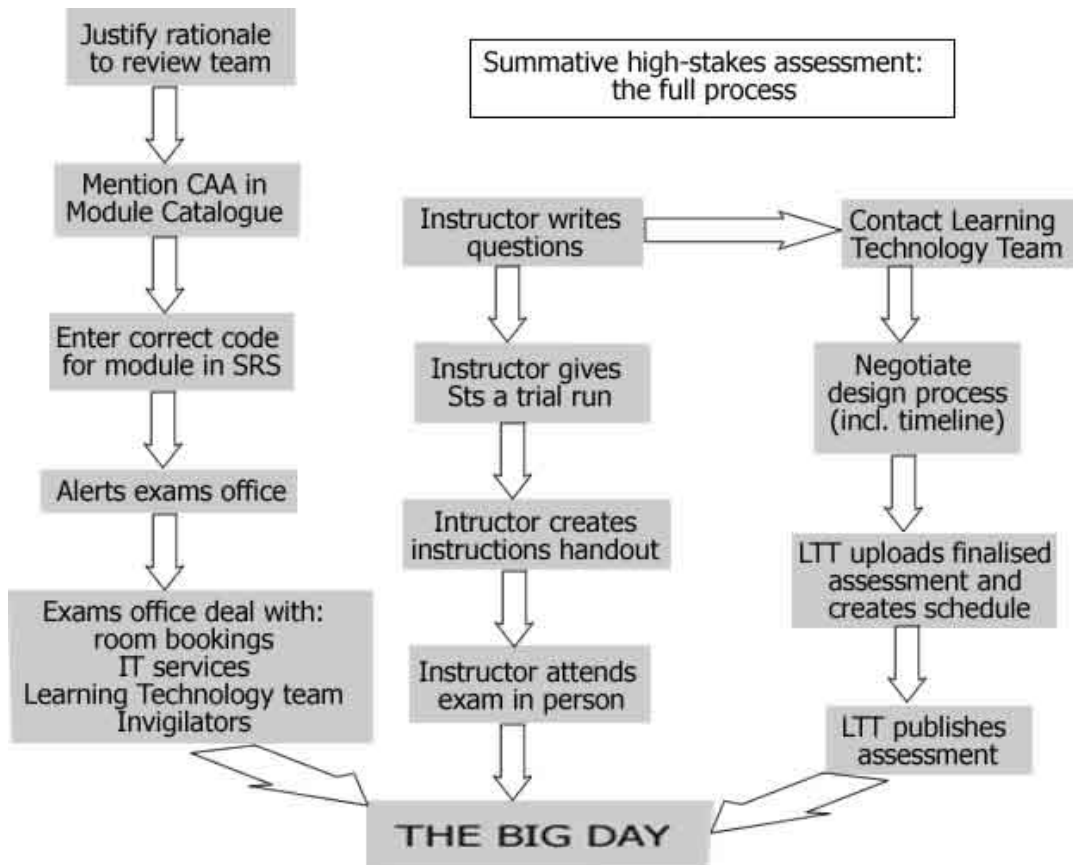 Justify rationale
to review team
Summative high-stakes assessment:
the full process
Mention CAA in
Module Catalogue
Enter correct code
for module in SRS
Alerts exams office
Exams office deal with:
room bookings
IT services
Learning Technology team
Invigilators
Instructor writes
questions
Instructor gives
Sts a trial run
Intructor creates
instructions handout
Instructor attends
exam in person
Contact Learning
Technology Team
Negotiate
design process
(incl. timeline)
LTT uploads finalised
assessment and
creates schedule
LTT publishes
assessment
THE BIG DAY